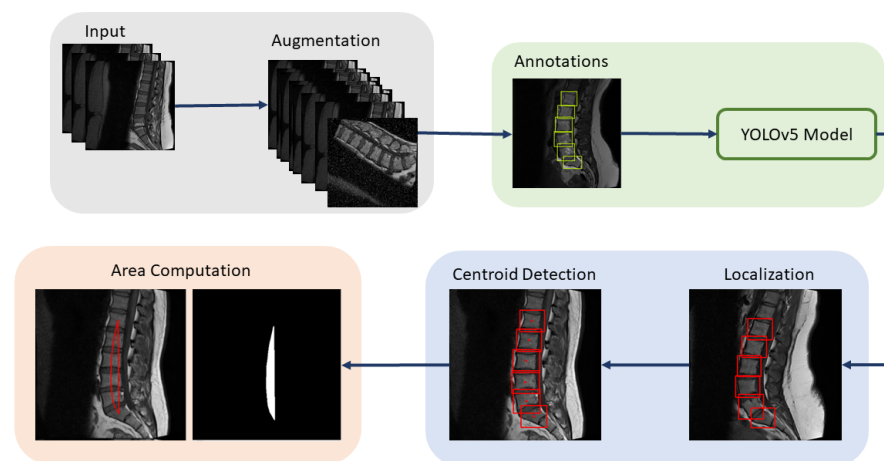 Input
Augmentation
Annotations
YOLOv5 Model
Area Computation
Centroid Detection
Localization